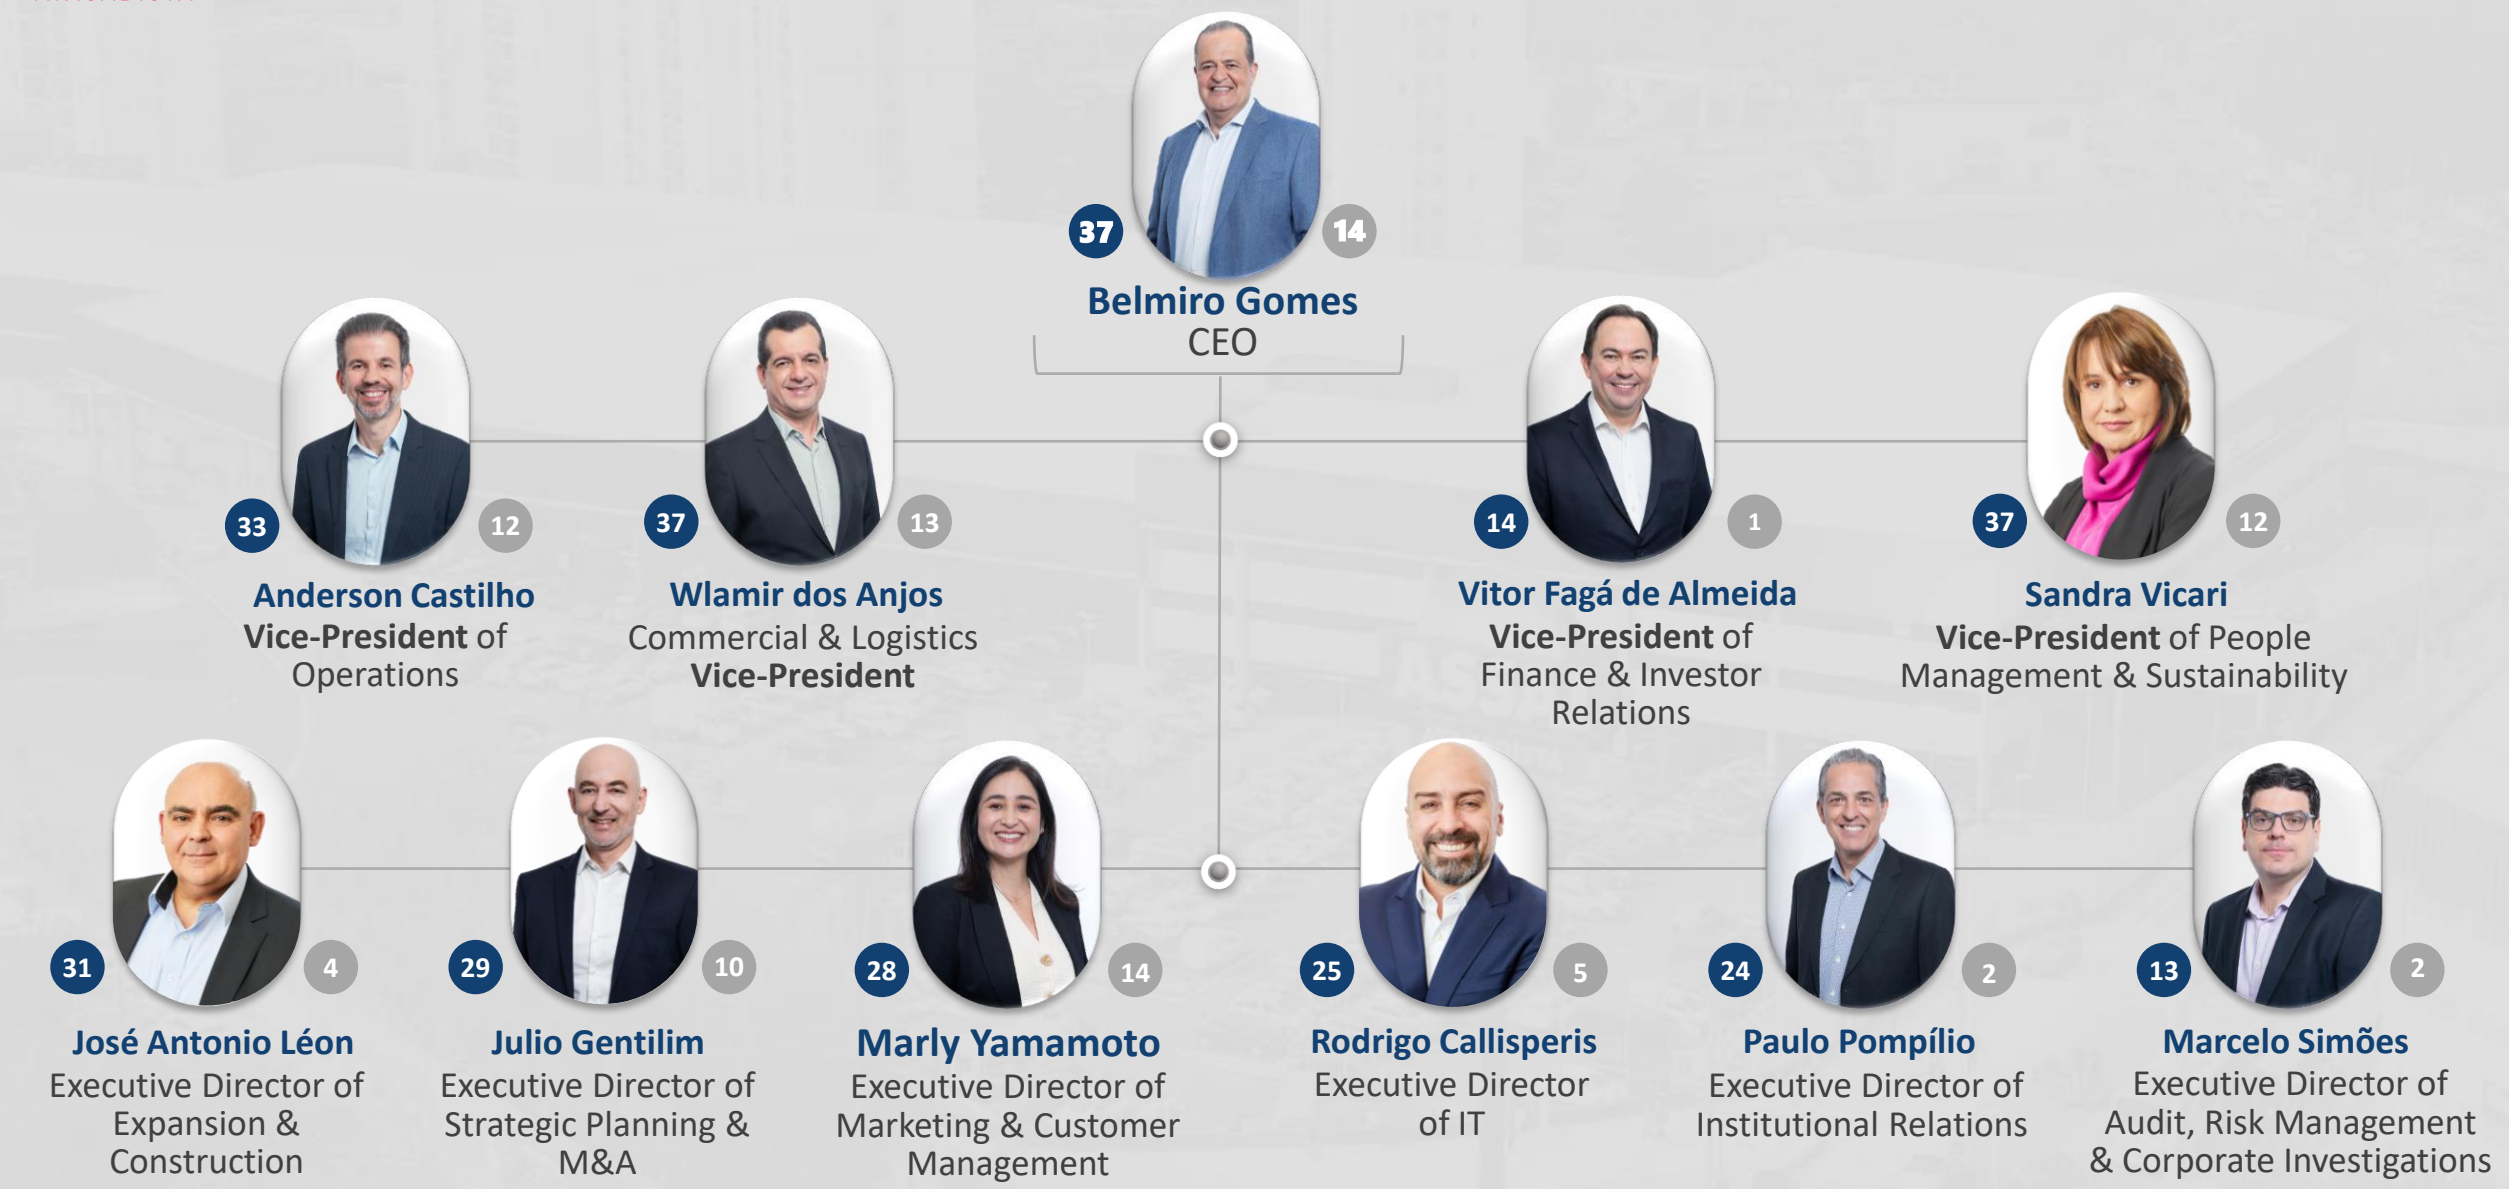 37
14
Belmiro Gomes
CEO
33
12
Anderson Castilho
Vice-President of
Operations
37
13
Wlamir dos Anjos
Commercial & Logistics
Vice-President
14
1
Vitor Fagá de Almeida
Vice-President of
Finance & Investor
Relations
37
12
Sandra Vicari
Vice-President of People
Management & Sustainability
31
4
José Antonio Léon
Executive Director of
Expansion &
Construction
29
10
Julio Gentilim
Executive Director of
Strategic Planning &
M&A
28
14
Marly Yamamoto
Executive Director of
Marketing & Customer
Management
25
5
Rodrigo Callisperis
Executive Director
of IT
24
2
Paulo Pompílio
Executive Director of
Institutional Relations
13
2
Marcelo Simões
Executive Director of
Audit, Risk Management
& Corporate Investigations